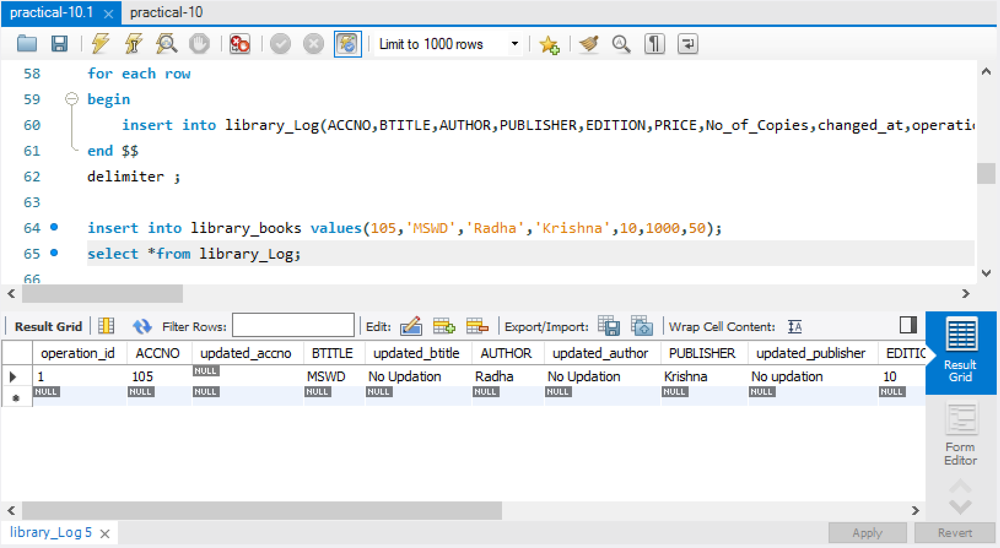 practical-10.1 practical-10
Limit to 1000 rows
58 for each row
59 begin
60 insert into library_Log(ACCNO,BTITLE,AUTHOR,PUBLISHER,EDITION,PRICE,No_of_Copies,changed_at,
61 end $$
62 delimiter ;
63
64 insert into library_books values(105,'MSWD','Radha','Krishna',10,1000,50);
65 select *from library_Log;
66
Result Grid Filter Rows: Edit: Export/Import: Wrap Cell Content:
operation_id ACCNO updated_accno BTITLE updated_btitle AUTHOR updated_author PUBLISHER updated_publisher
1 105 NULL MSWD No Updation Radha No Updation Krishna No updation 10
NULL NULL NULL NULL NULL NULL NULL NULL NULL NULL
Result
Grid
Form
Editor
library_Log 5
Apply Revert